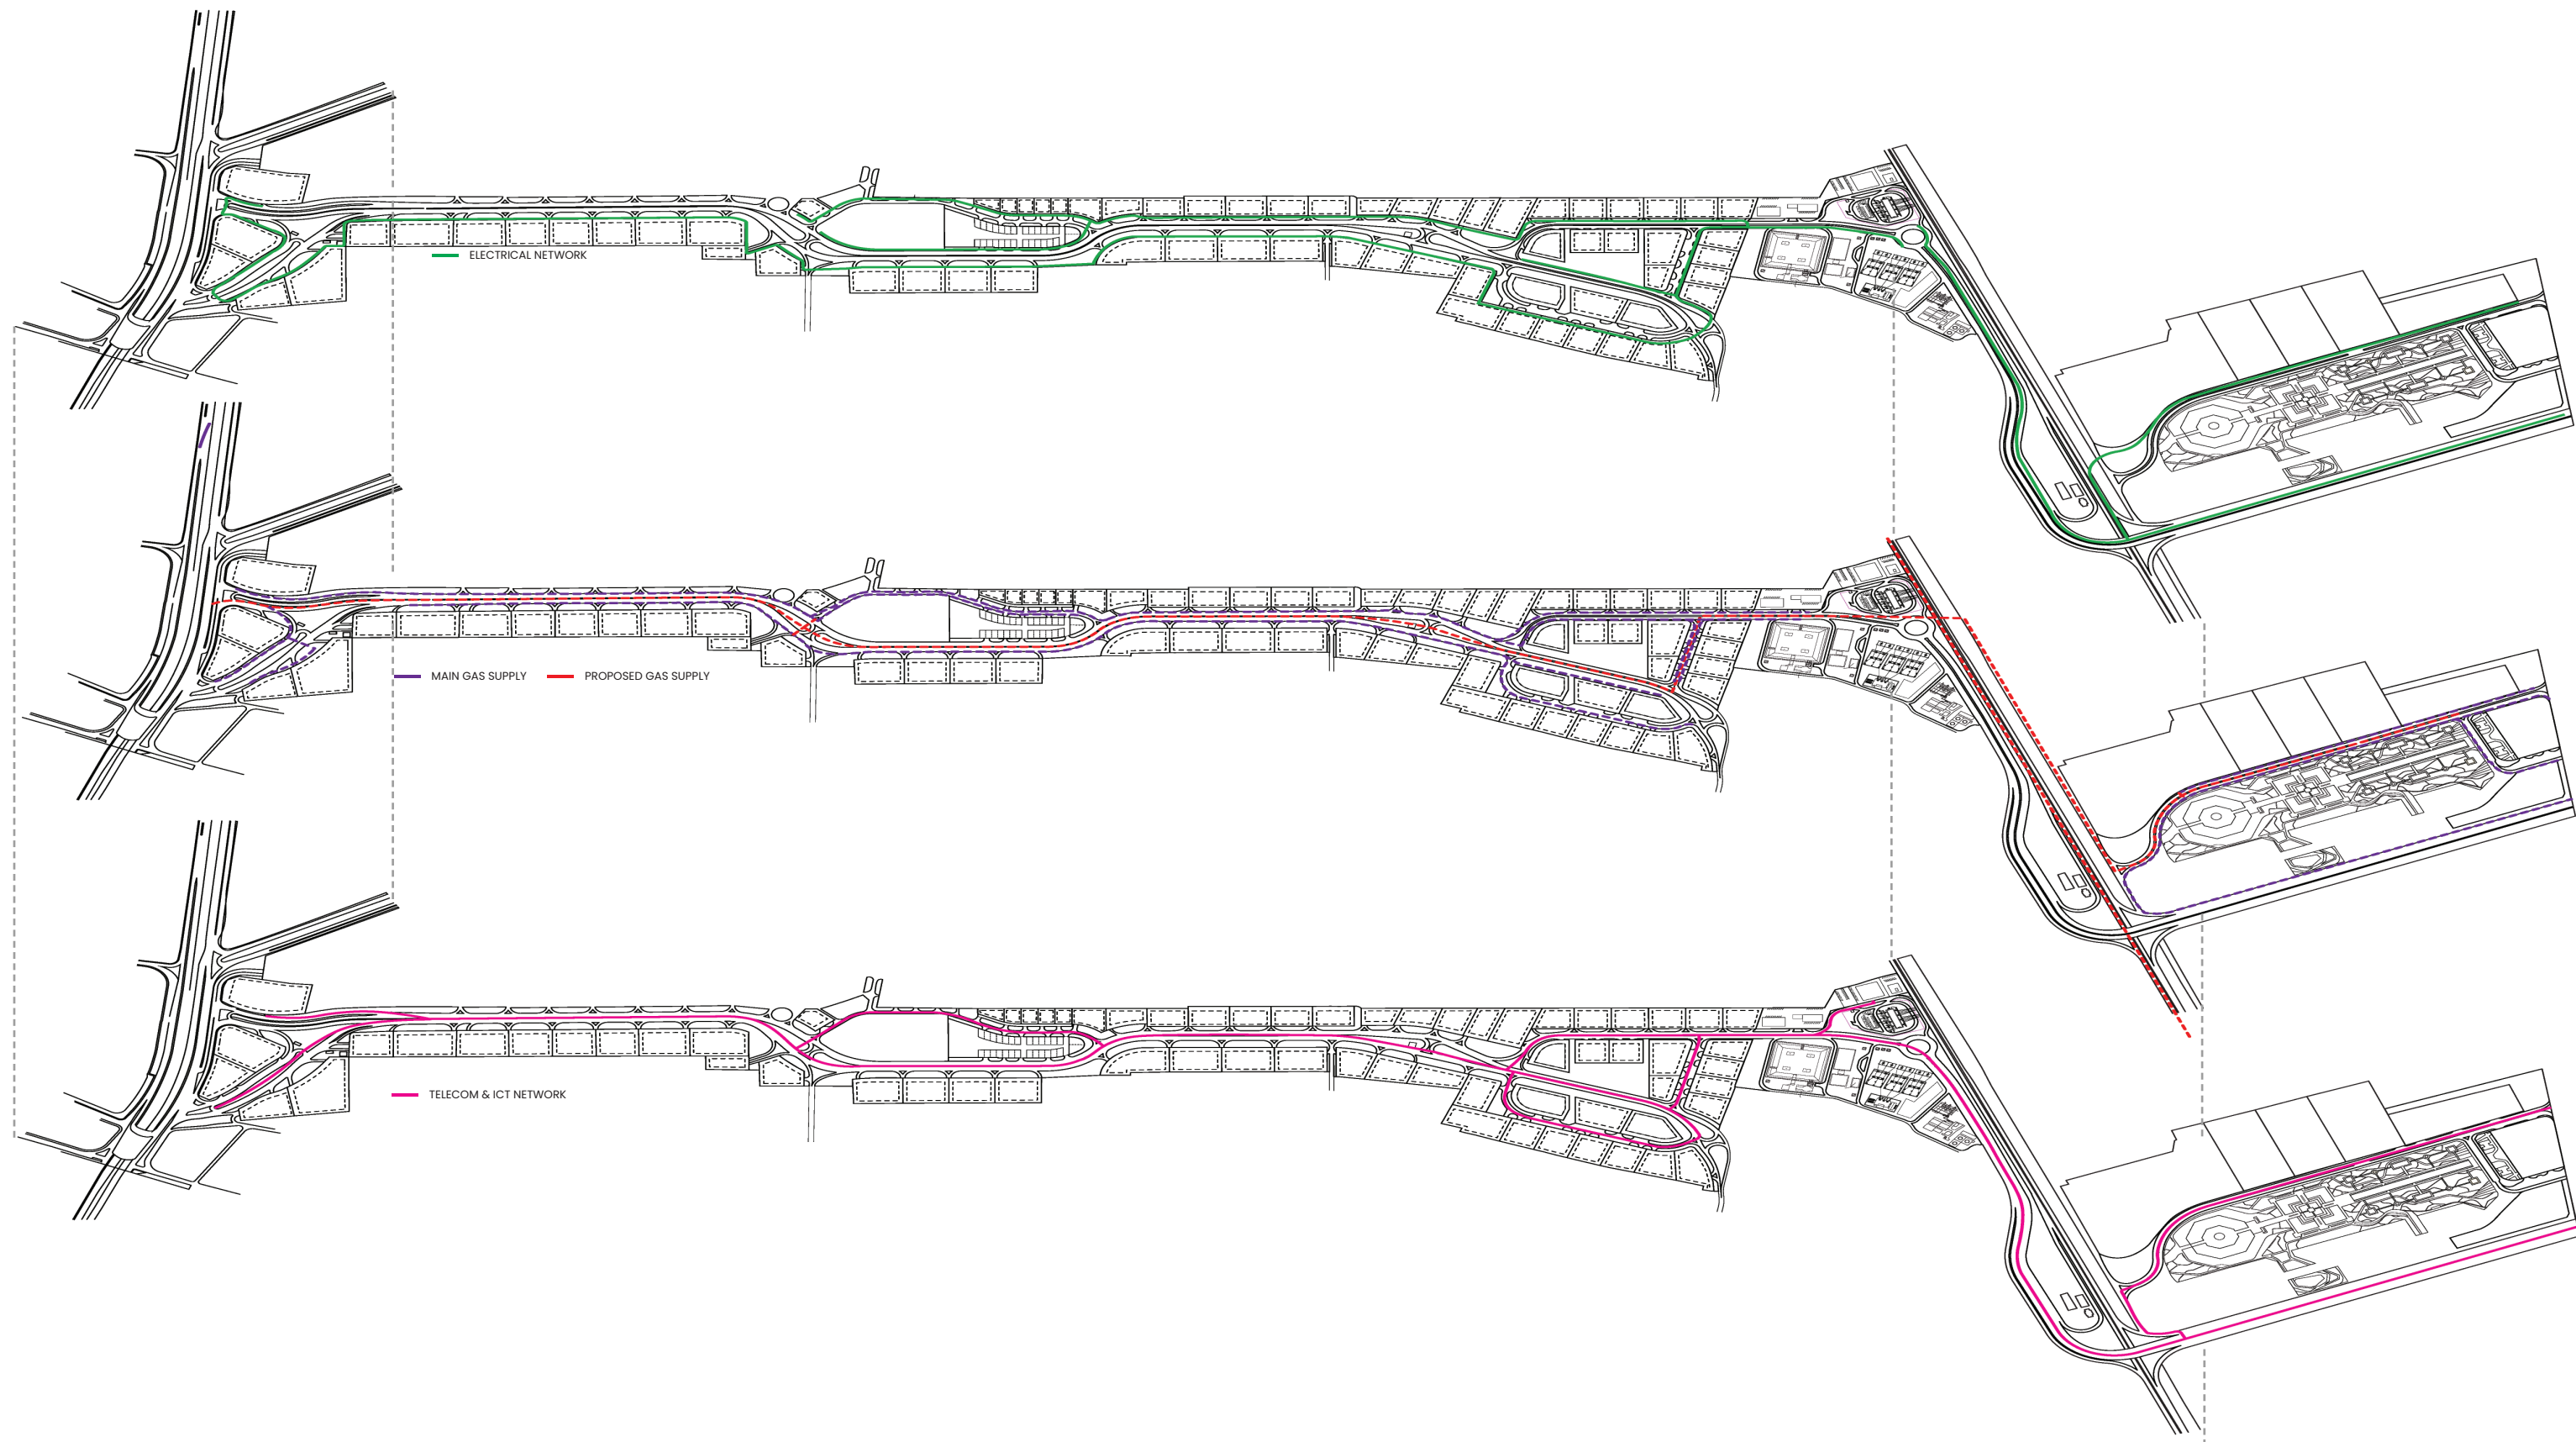 ELECTRICAL NETWORK
MAIN GAS SUPPLY
PROPOSED GAS SUPPLY
TELECOM & ICT NETWORK